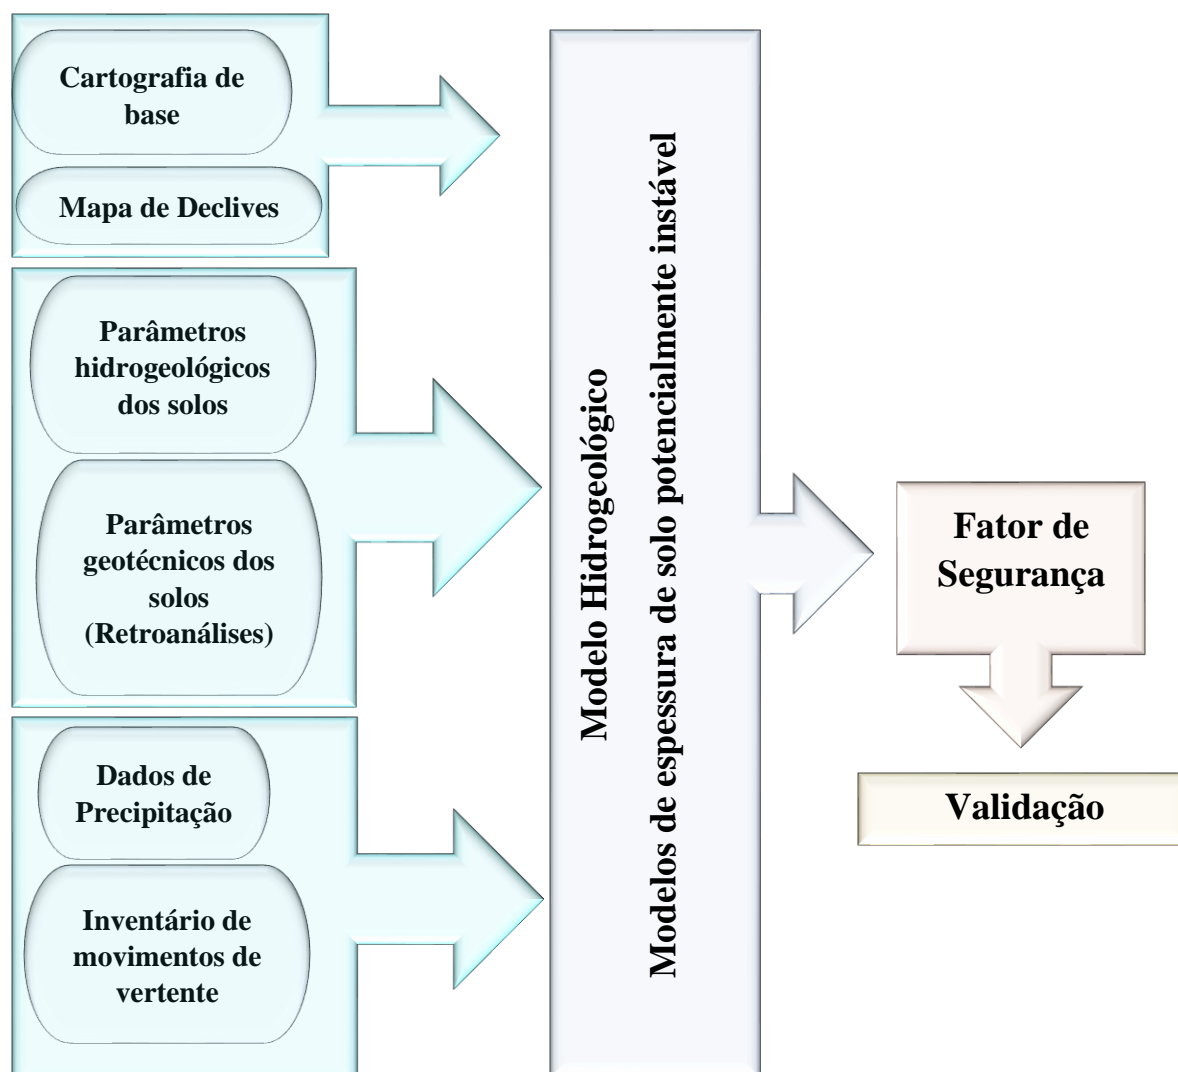 Cartografia de
base
Mapa de Declives
Parâmetros
hidrogeológicos
dos solos
Parâmetros
geotécnicos dos
solos
(Retroanálises)
Dados de
Precipitação
Inventário de
movimentos de
vertente
Modelo Hidrogeológico
Modelos de espessura de solo potencialmente instável
Fator de
Segurança
Validação